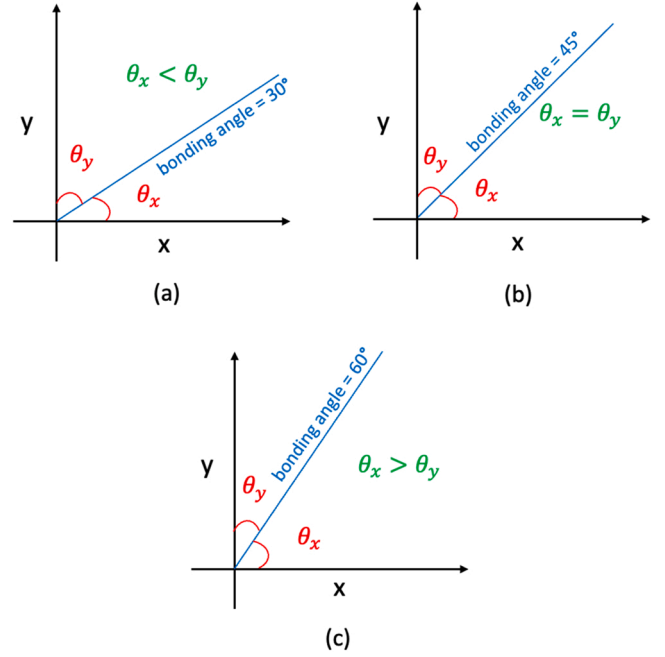 θx < θy
y
bonding angle = 30°
θy
θx
x
(a)
y
bonding angle = 45°
θx = θy
θy
θx
x
(b)
y
bonding angle = 60°
θx > θy
θy
θx
x
(c)